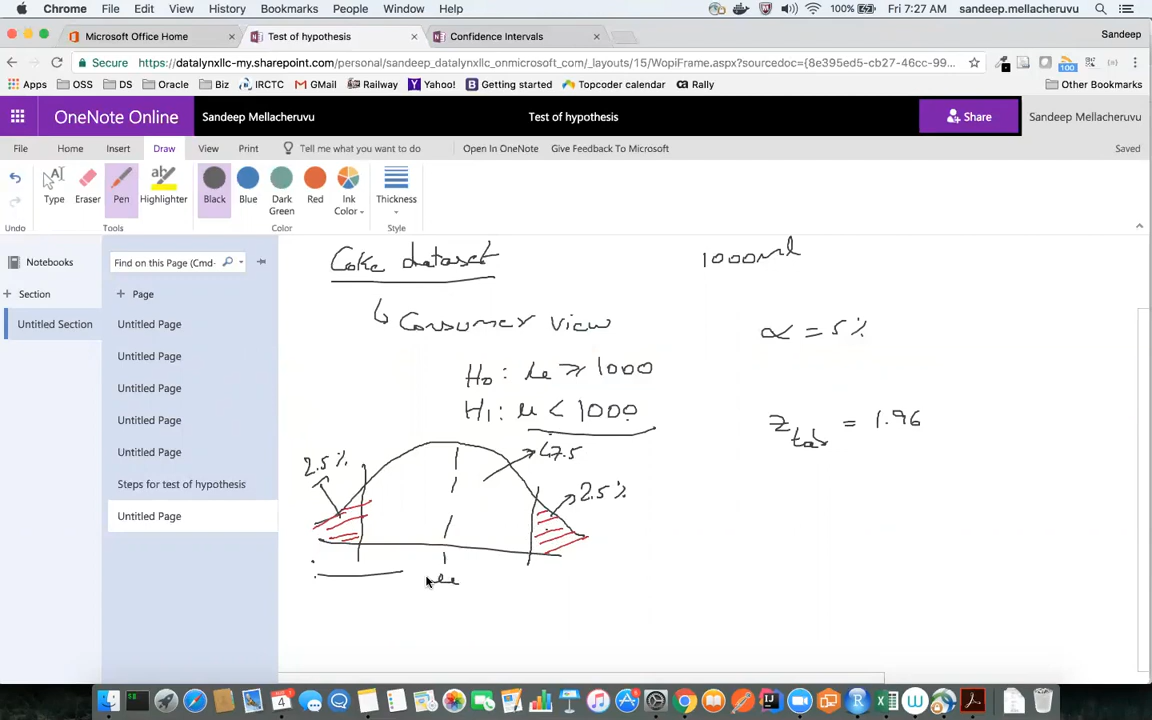 Chrome File Edit View History Bookmarks People Window Help 100% Fri 7:27 AM sandeep.mellacheruvu
Microsoft Office Home Test of hypothesis Confidence Intervals Sandeep
Secure https://datalynxllc-my.sharepoint.com/personal/sandeep_datalynxllc_onmicrosoft_com/_layouts/15/WopiFrame.aspx?sourcedoc={8e395ed5-cb27-46cc-99...
Apps OSS DS Oracle Biz IRCTC GMail Railway Yahoo! Getting started Topcoder calendar Rally Other Bookmarks
OneNote Online Sandeep Mellacheruvu Test of hypothesis Share Sandeep Mellacheruvu
File Home Insert Draw View Print Tell me what you want to do Open In OneNote Give Feedback To Microsoft Saved
Type Eraser Pen Highlighter Black Blue Dark Green Red Ink Color Thickness
Undo Tools Color Style
Notebooks
Find on this Page (Cmd-
Section
Page
Untitled Section
Untitled Page
Untitled Page
Untitled Page
Untitled Page
Untitled Page
Steps for test of hypothesis
Untitled Page
Coke dataset 1000ml
Consumer view α = 5%
H0: μ ≥ 1000
H1: μ < 1000 Ztab = 1.96
2.5% 47.5
2.5%
μ